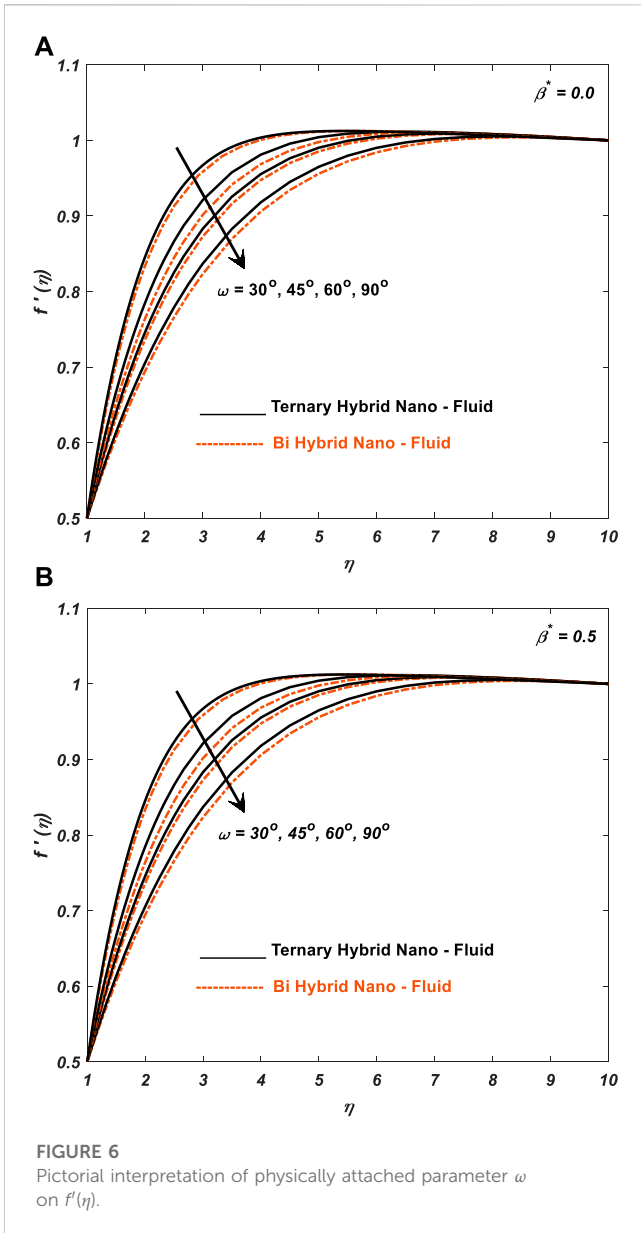 A
1.1
β* = 0.0
1
0.9
f '(η)
0.8
ω = 30°, 45°, 60°, 90°
0.7
Ternary Hybrid Nano - Fluid
0.6
Bi Hybrid Nano - Fluid
0.5
1 2 3 4 5 6 7 8 9 10
η
B
1.1
β* = 0.5
1
0.9
f '(η)
0.8
ω = 30°, 45°, 60°, 90°
0.7
Ternary Hybrid Nano - Fluid
0.6
Bi Hybrid Nano - Fluid
0.5
1 2 3 4 5 6 7 8 9 10
η
FIGURE 6
Pictorial interpretation of physically attached parameter ω
on f′(η).